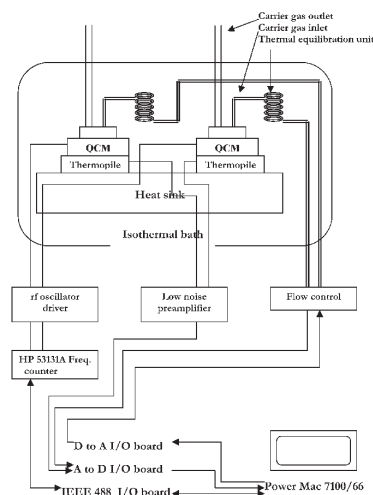 Carrier gas outlet
Carrier gas inlet
Thermal equilibration unit
QCM
QCM
Thermopile
Thermopile
Heat sink
Isothermal bath
rf oscillator
driver
Low noise
preamplifier
Flow control
HP 53131A Freq.
counter
D to A I/O board
A to D I/O board
Power Mac 7100/66
IEEE 488 I/O board